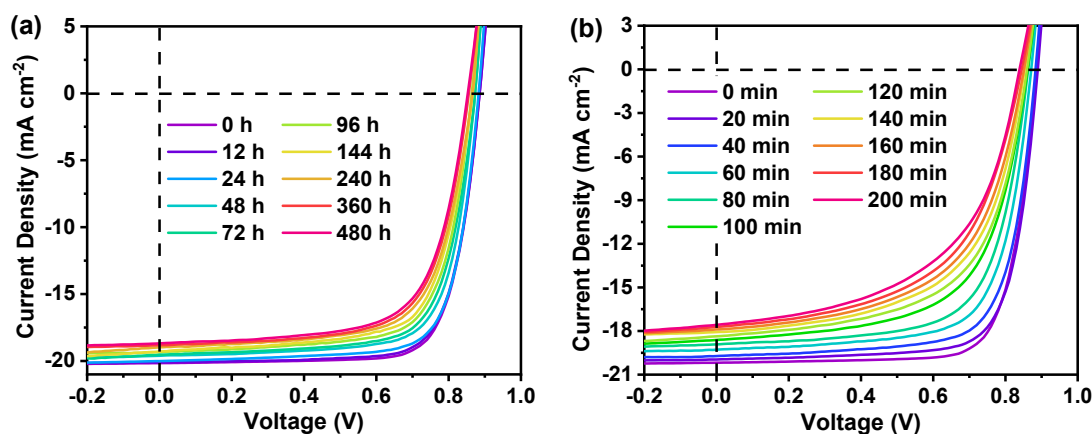 (a)
Current Density (mA cm⁻²)
5
0
-5
-10
-15
-20
0 h
12 h
24 h
48 h
72 h
96 h
144 h
240 h
360 h
480 h
-0.2 0.0 0.2 0.4 0.6 0.8 1.0
Voltage (V)
(b)
Current Density (mA cm⁻²)
3
0
-3
-6
-9
-12
-15
-18
-21
0 min
20 min
40 min
60 min
80 min
100 min
120 min
140 min
160 min
180 min
200 min
-0.2 0.0 0.2 0.4 0.6 0.8 1.0
Voltage (V)